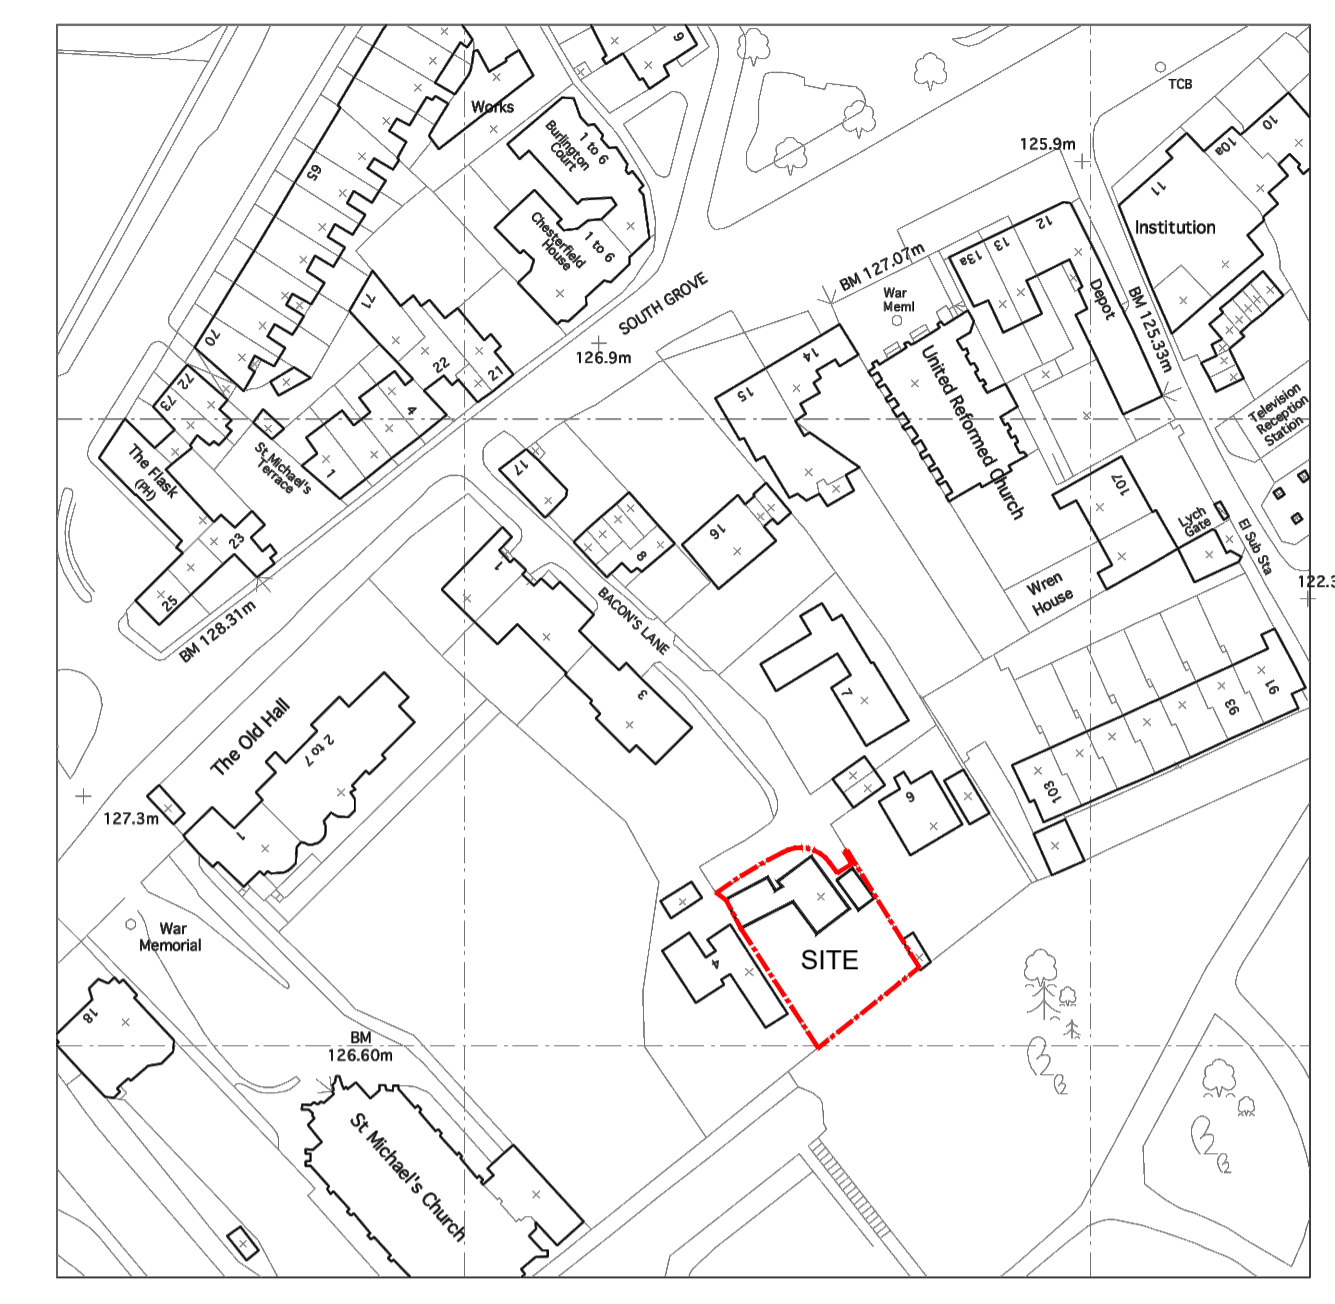 9
Works
65
Burlington
Court
1 to 6
Chesterfield
House
1 to 6
TCB
125.9m
10
10a
11
Institution
12
13
13a
Depot
BM 125.33m
BM 127.07m
War
Meml
United Reformed Church
SOUTH GROVE
126.9m
71
70
72
73
22
21
4
1
St Michael's
Terrace
The Flask
(PH)
23
25
BM 128.31m
17
8
16
15
14
107
Lych
Gate
El Sub Sta
Television
Reception
Station
122.3
Wren
House
BACON'S LANE
1
3
7
91
93
103
6
The Old Hall
2 to 7
1
127.3m
War
Memorial
4
SITE
18
BM
126.60m
St Michael's Church